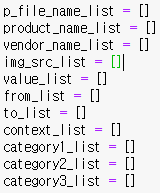 p_file_name_list = []
product_name_list = []
vendor_name_list = []
img_src_list = []
value_list = []
from_list = []
to_list = []
context_list = []
category1_list = []
category2_list = []
category3_list = []